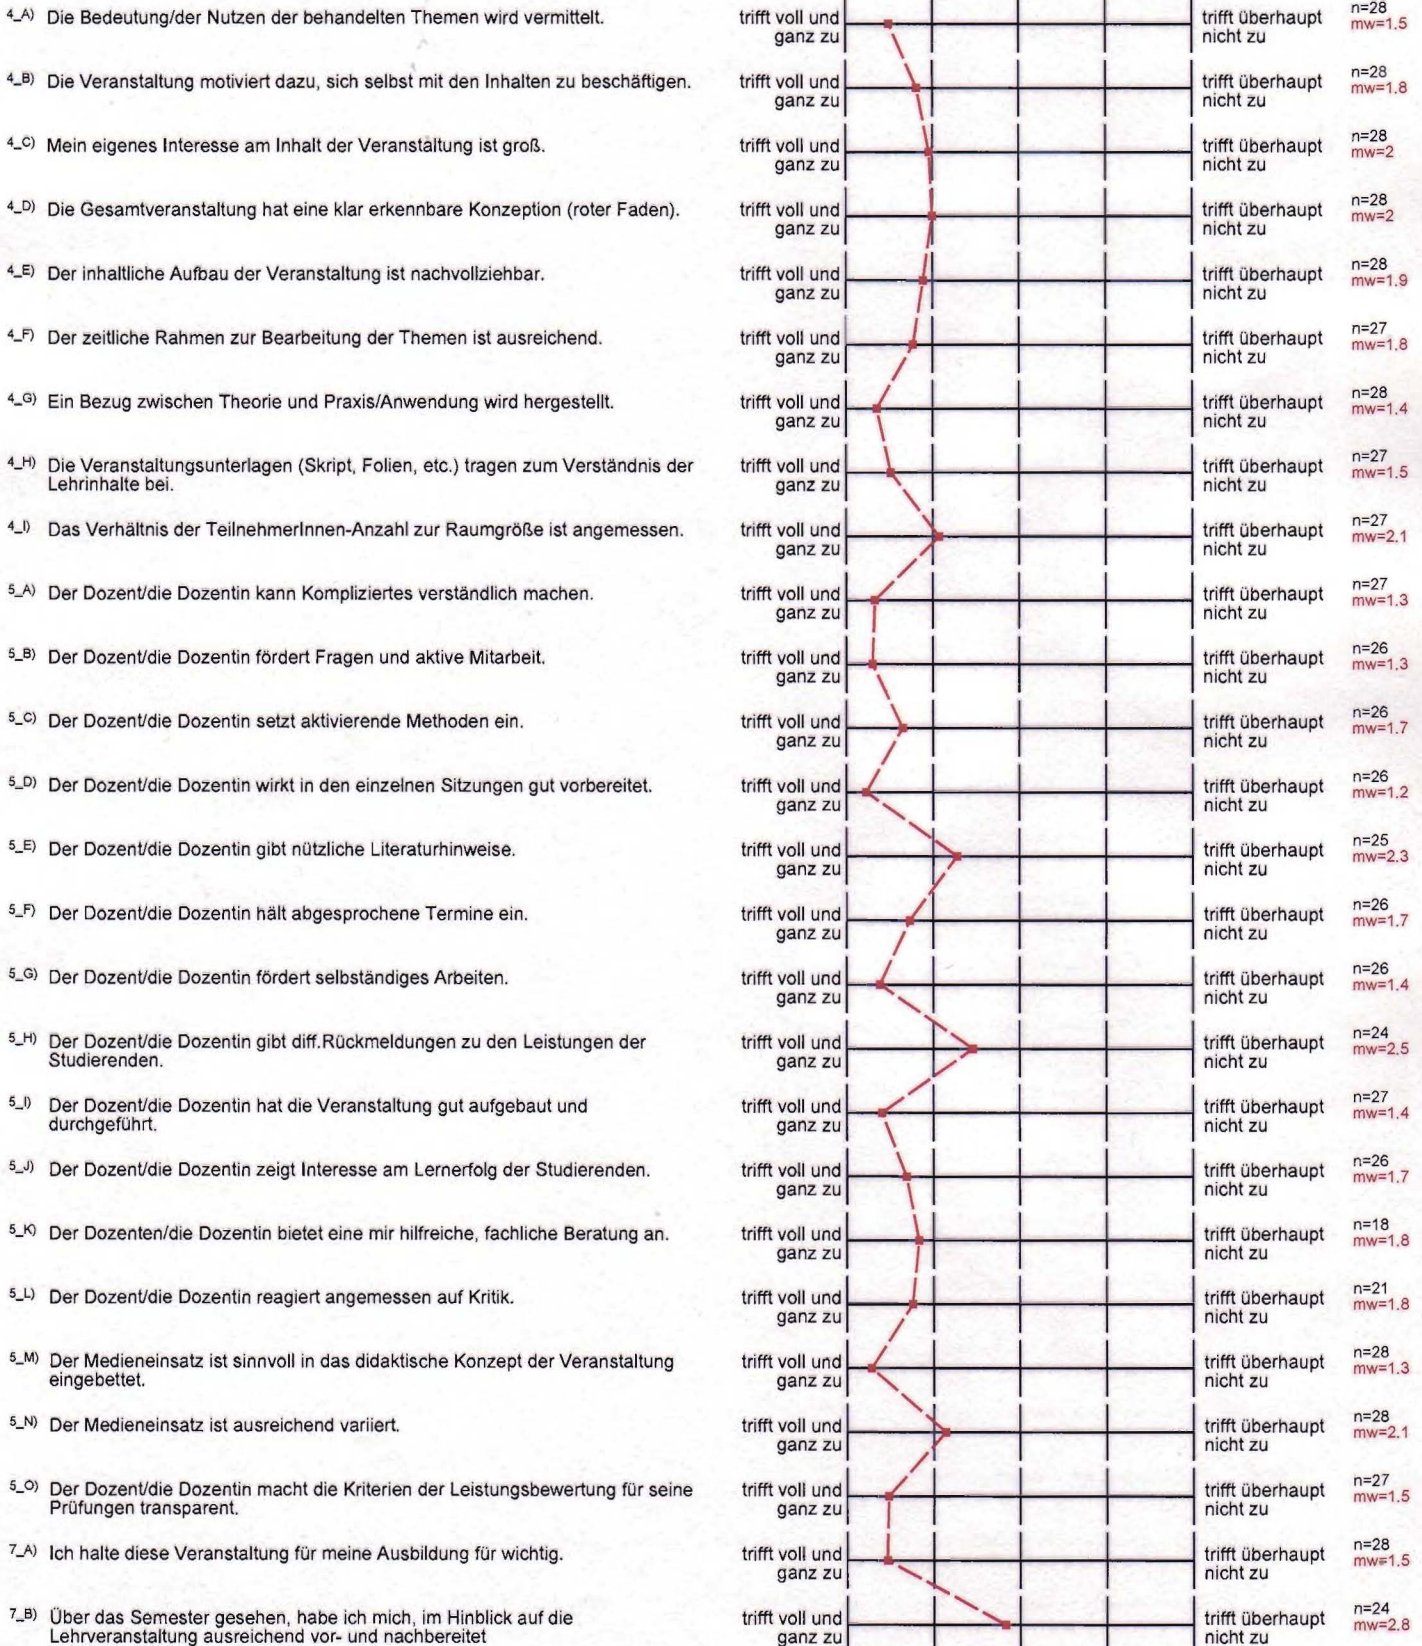 4_A) Die Bedeutung/der Nutzen der behandelten Themen wird vermittelt. trifft voll und ganz zu trifft überhaupt nicht zu n=28 mw=1.5
4_B) Die Veranstaltung motiviert dazu, sich selbst mit den Inhalten zu beschäftigen. trifft voll und ganz zu trifft überhaupt nicht zu n=28 mw=1.8
4_C) Mein eigenes Interesse am Inhalt der Veranstaltung ist groß. trifft voll und ganz zu trifft überhaupt nicht zu n=28 mw=2
4_D) Die Gesamtveranstaltung hat eine klar erkennbare Konzeption (roter Faden). trifft voll und ganz zu trifft überhaupt nicht zu n=28 mw=2
4_E) Der inhaltliche Aufbau der Veranstaltung ist nachvollziehbar. trifft voll und ganz zu trifft überhaupt nicht zu n=28 mw=1.9
4_F) Der zeitliche Rahmen zur Bearbeitung der Themen ist ausreichend. trifft voll und ganz zu trifft überhaupt nicht zu n=27 mw=1.8
4_G) Ein Bezug zwischen Theorie und Praxis/Anwendung wird hergestellt. trifft voll und ganz zu trifft überhaupt nicht zu n=28 mw=1.4
4_H) Die Veranstaltungsunterlagen (Skript, Folien, etc.) tragen zum Verständnis der
Lehrinhalte bei. trifft voll und ganz zu trifft überhaupt nicht zu n=27 mw=1.5
4_I) Das Verhältnis der TeilnehmerInnen-Anzahl zur Raumgröße ist angemessen. trifft voll und ganz zu trifft überhaupt nicht zu n=27 mw=2.1
5_A) Der Dozent/die Dozentin kann Kompliziertes verständlich machen. trifft voll und ganz zu trifft überhaupt nicht zu n=27 mw=1.3
5_B) Der Dozent/die Dozentin fördert Fragen und aktive Mitarbeit. trifft voll und ganz zu trifft überhaupt nicht zu n=26 mw=1.3
5_C) Der Dozent/die Dozentin setzt aktivierende Methoden ein. trifft voll und ganz zu trifft überhaupt nicht zu n=26 mw=1.7
5_D) Der Dozent/die Dozentin wirkt in den einzelnen Sitzungen gut vorbereitet. trifft voll und ganz zu trifft überhaupt nicht zu n=26 mw=1.2
5_E) Der Dozent/die Dozentin gibt nützliche Literaturhinweise. trifft voll und ganz zu trifft überhaupt nicht zu n=25 mw=2.3
5_F) Der Dozent/die Dozentin hält abgesprochene Termine ein. trifft voll und ganz zu trifft überhaupt nicht zu n=26 mw=1.7
5_G) Der Dozent/die Dozentin fördert selbständiges Arbeiten. trifft voll und ganz zu trifft überhaupt nicht zu n=26 mw=1.4
5_H) Der Dozent/die Dozentin gibt diff.Rückmeldungen zu den Leistungen der
Studierenden. trifft voll und ganz zu trifft überhaupt nicht zu n=24 mw=2.5
5_I) Der Dozent/die Dozentin hat die Veranstaltung gut aufgebaut und
durchgeführt. trifft voll und ganz zu trifft überhaupt nicht zu n=27 mw=1.4
5_J) Der Dozent/die Dozentin zeigt Interesse am Lernerfolg der Studierenden. trifft voll und ganz zu trifft überhaupt nicht zu n=26 mw=1.7
5_K) Der Dozenten/die Dozentin bietet eine mir hilfreiche, fachliche Beratung an. trifft voll und ganz zu trifft überhaupt nicht zu n=18 mw=1.8
5_L) Der Dozent/die Dozentin reagiert angemessen auf Kritik. trifft voll und ganz zu trifft überhaupt nicht zu n=21 mw=1.8
5_M) Der Medieneinsatz ist sinnvoll in das didaktische Konzept der Veranstaltung
eingebettet. trifft voll und ganz zu trifft überhaupt nicht zu n=28 mw=1.3
5_N) Der Medieneinsatz ist ausreichend variiert. trifft voll und ganz zu trifft überhaupt nicht zu n=28 mw=2.1
5_O) Der Dozent/die Dozentin macht die Kriterien der Leistungsbewertung für seine
Prüfungen transparent. trifft voll und ganz zu trifft überhaupt nicht zu n=27 mw=1.5
7_A) Ich halte diese Veranstaltung für meine Ausbildung für wichtig. trifft voll und ganz zu trifft überhaupt nicht zu n=28 mw=1.5
7_B) Über das Semester gesehen, habe ich mich, im Hinblick auf die
Lehrveranstaltung ausreichend vor- und nachbereitet trifft voll und ganz zu trifft überhaupt nicht zu n=24 mw=2.8